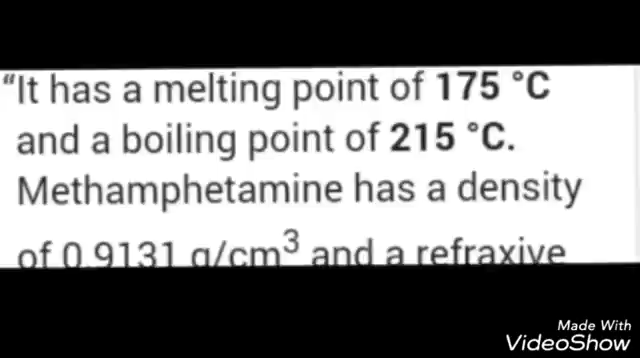 “It has a melting point of 175 °C
and a boiling point of 215 °C.
Methamphetamine has a density
of 0.9131 g/cm³ and a refraxive
Made With
VideoShow